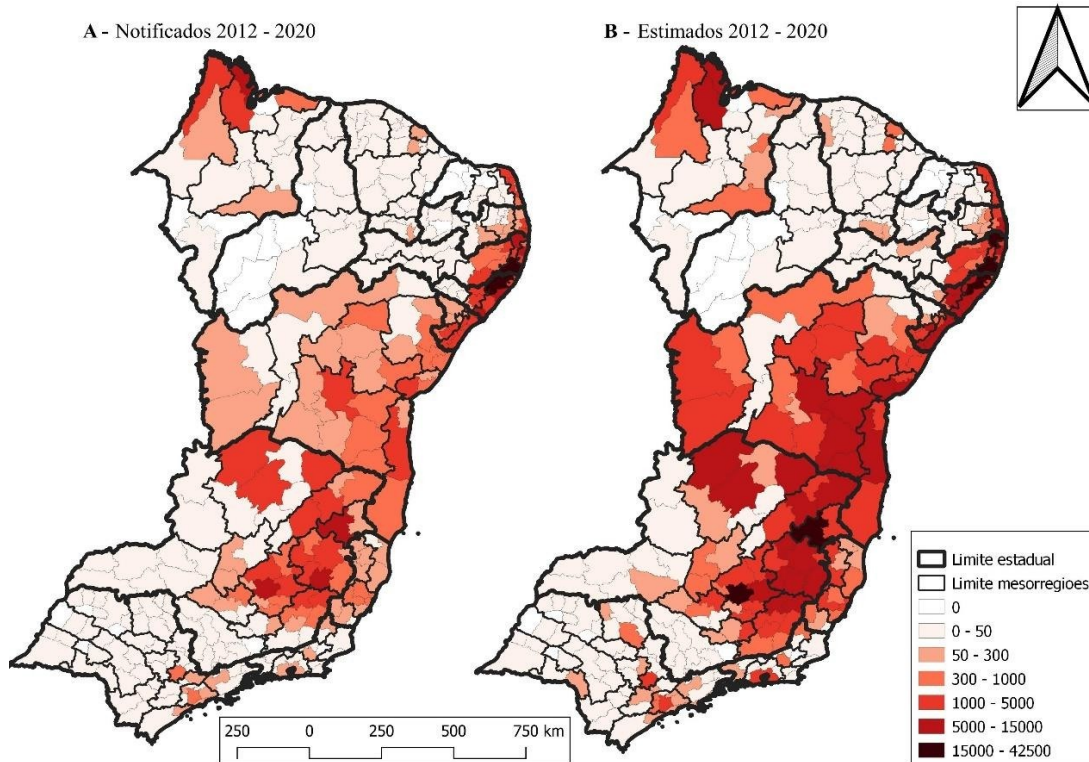 A - Notificados 2012 - 2020
B - Estimados 2012 - 2020
Limite estadual
Limite mesorregioes
0
0 - 50
50 - 300
300 - 1000
1000 - 5000
5000 - 15000
15000 - 42500
250 0 250 500 750 km